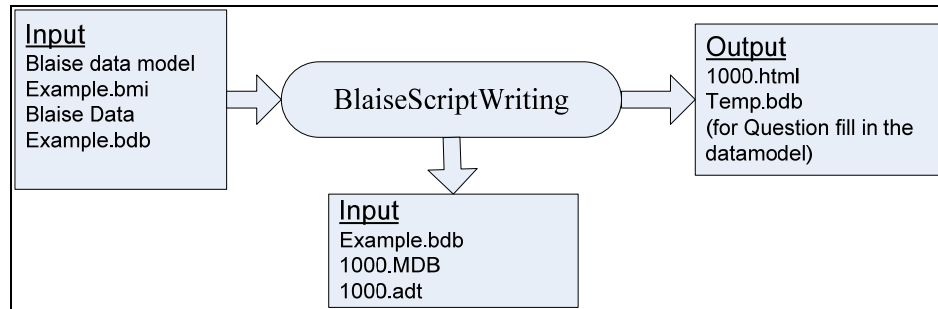 Input
Blaise data model
Example.bmi
Blaise Data
Example.bdb
BlaiseScriptWriting
Output
1000.html
Temp.bdb
(for Question fill in the
datamodel)
Input
Example.bdb
1000.MDB
1000.adt